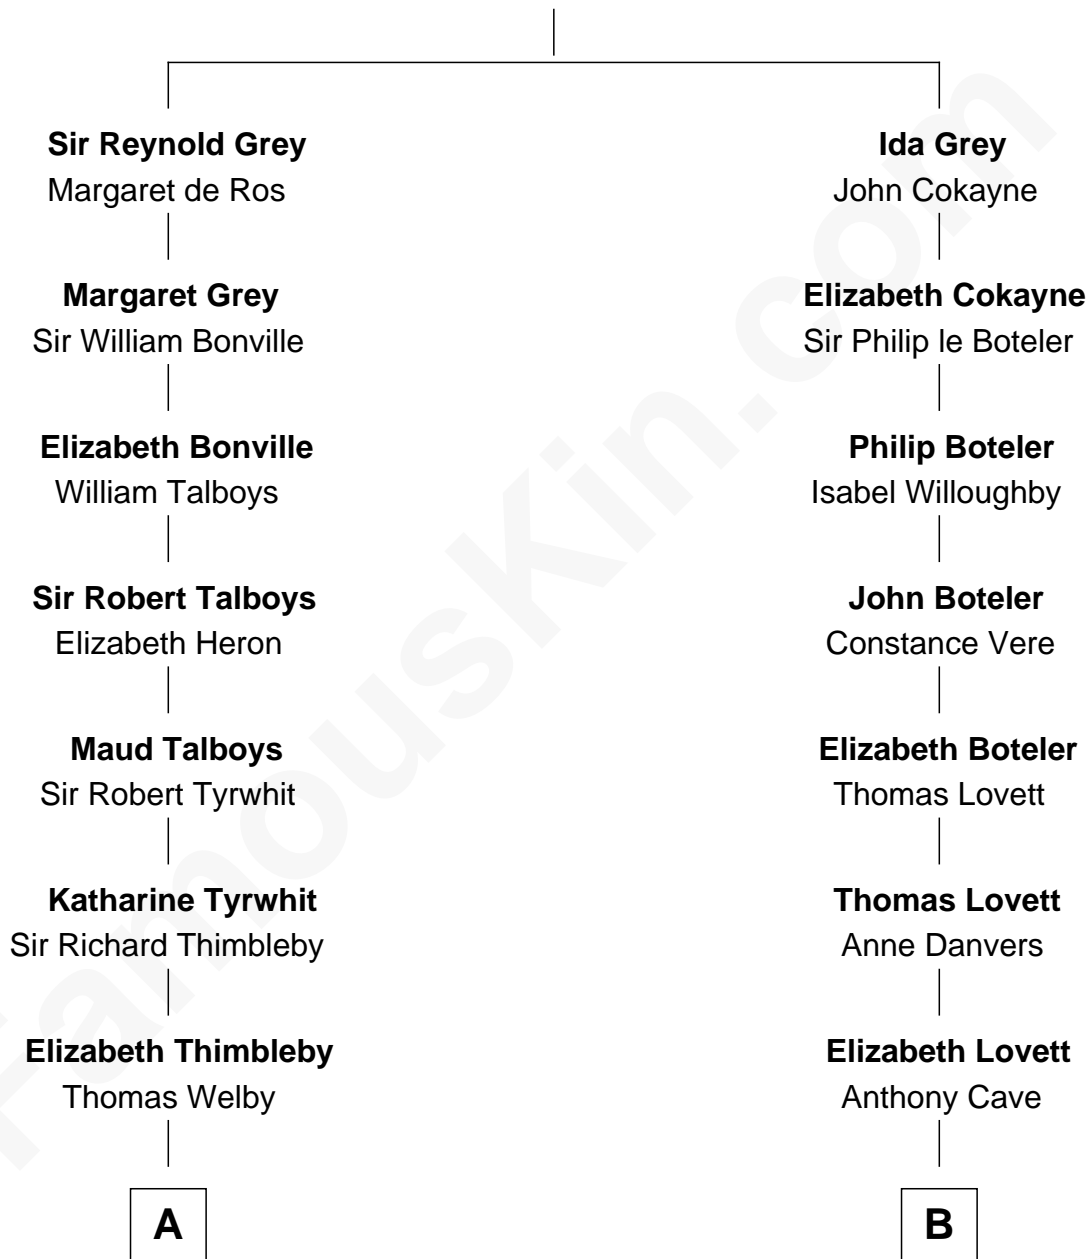 Sir Reynold Grey
Margaret de Ros
Margaret Grey
Sir William Bonville
Elizabeth Bonville
William Talboys
Sir Robert Talboys
Elizabeth Heron
Maud Talboys
Sir Robert Tyrwhit
Katharine Tyrwhit
Sir Richard Thimbleby
Elizabeth Thimbleby
Thomas Welby
A
Ida Grey
John Cokayne
Elizabeth Cokayne
Sir Philip le Boteler
Philip Boteler
Isabel Willoughby
John Boteler
Constance Vere
Elizabeth Boteler
Thomas Lovett
Thomas Lovett
Anne Danvers
Elizabeth Lovett
Anthony Cave
B
FamousKin.com